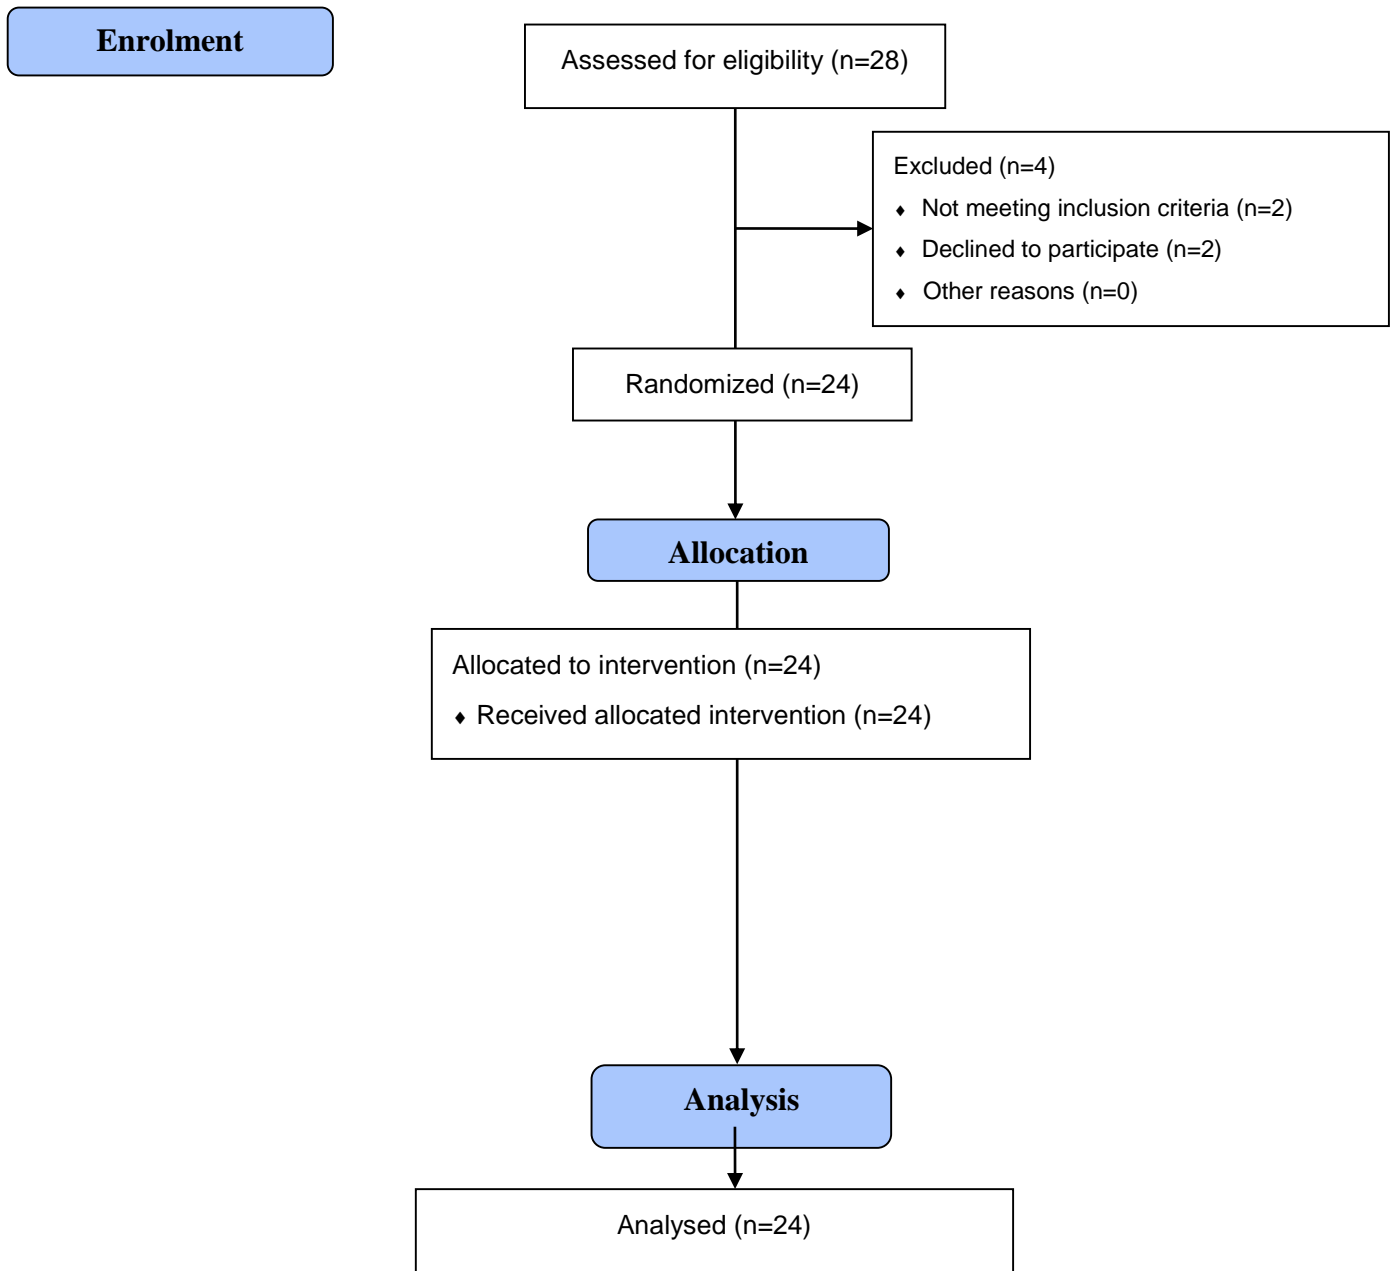 Enrolment
Assessed for eligibility (n=28)
Excluded (n=4)
♦ Not meeting inclusion criteria (n=2)
♦ Declined to participate (n=2)
♦ Other reasons (n=0)
Randomized (n=24)
Allocation
Allocated to intervention (n=24)
♦ Received allocated intervention (n=24)
Analysis
Analysed (n=24)